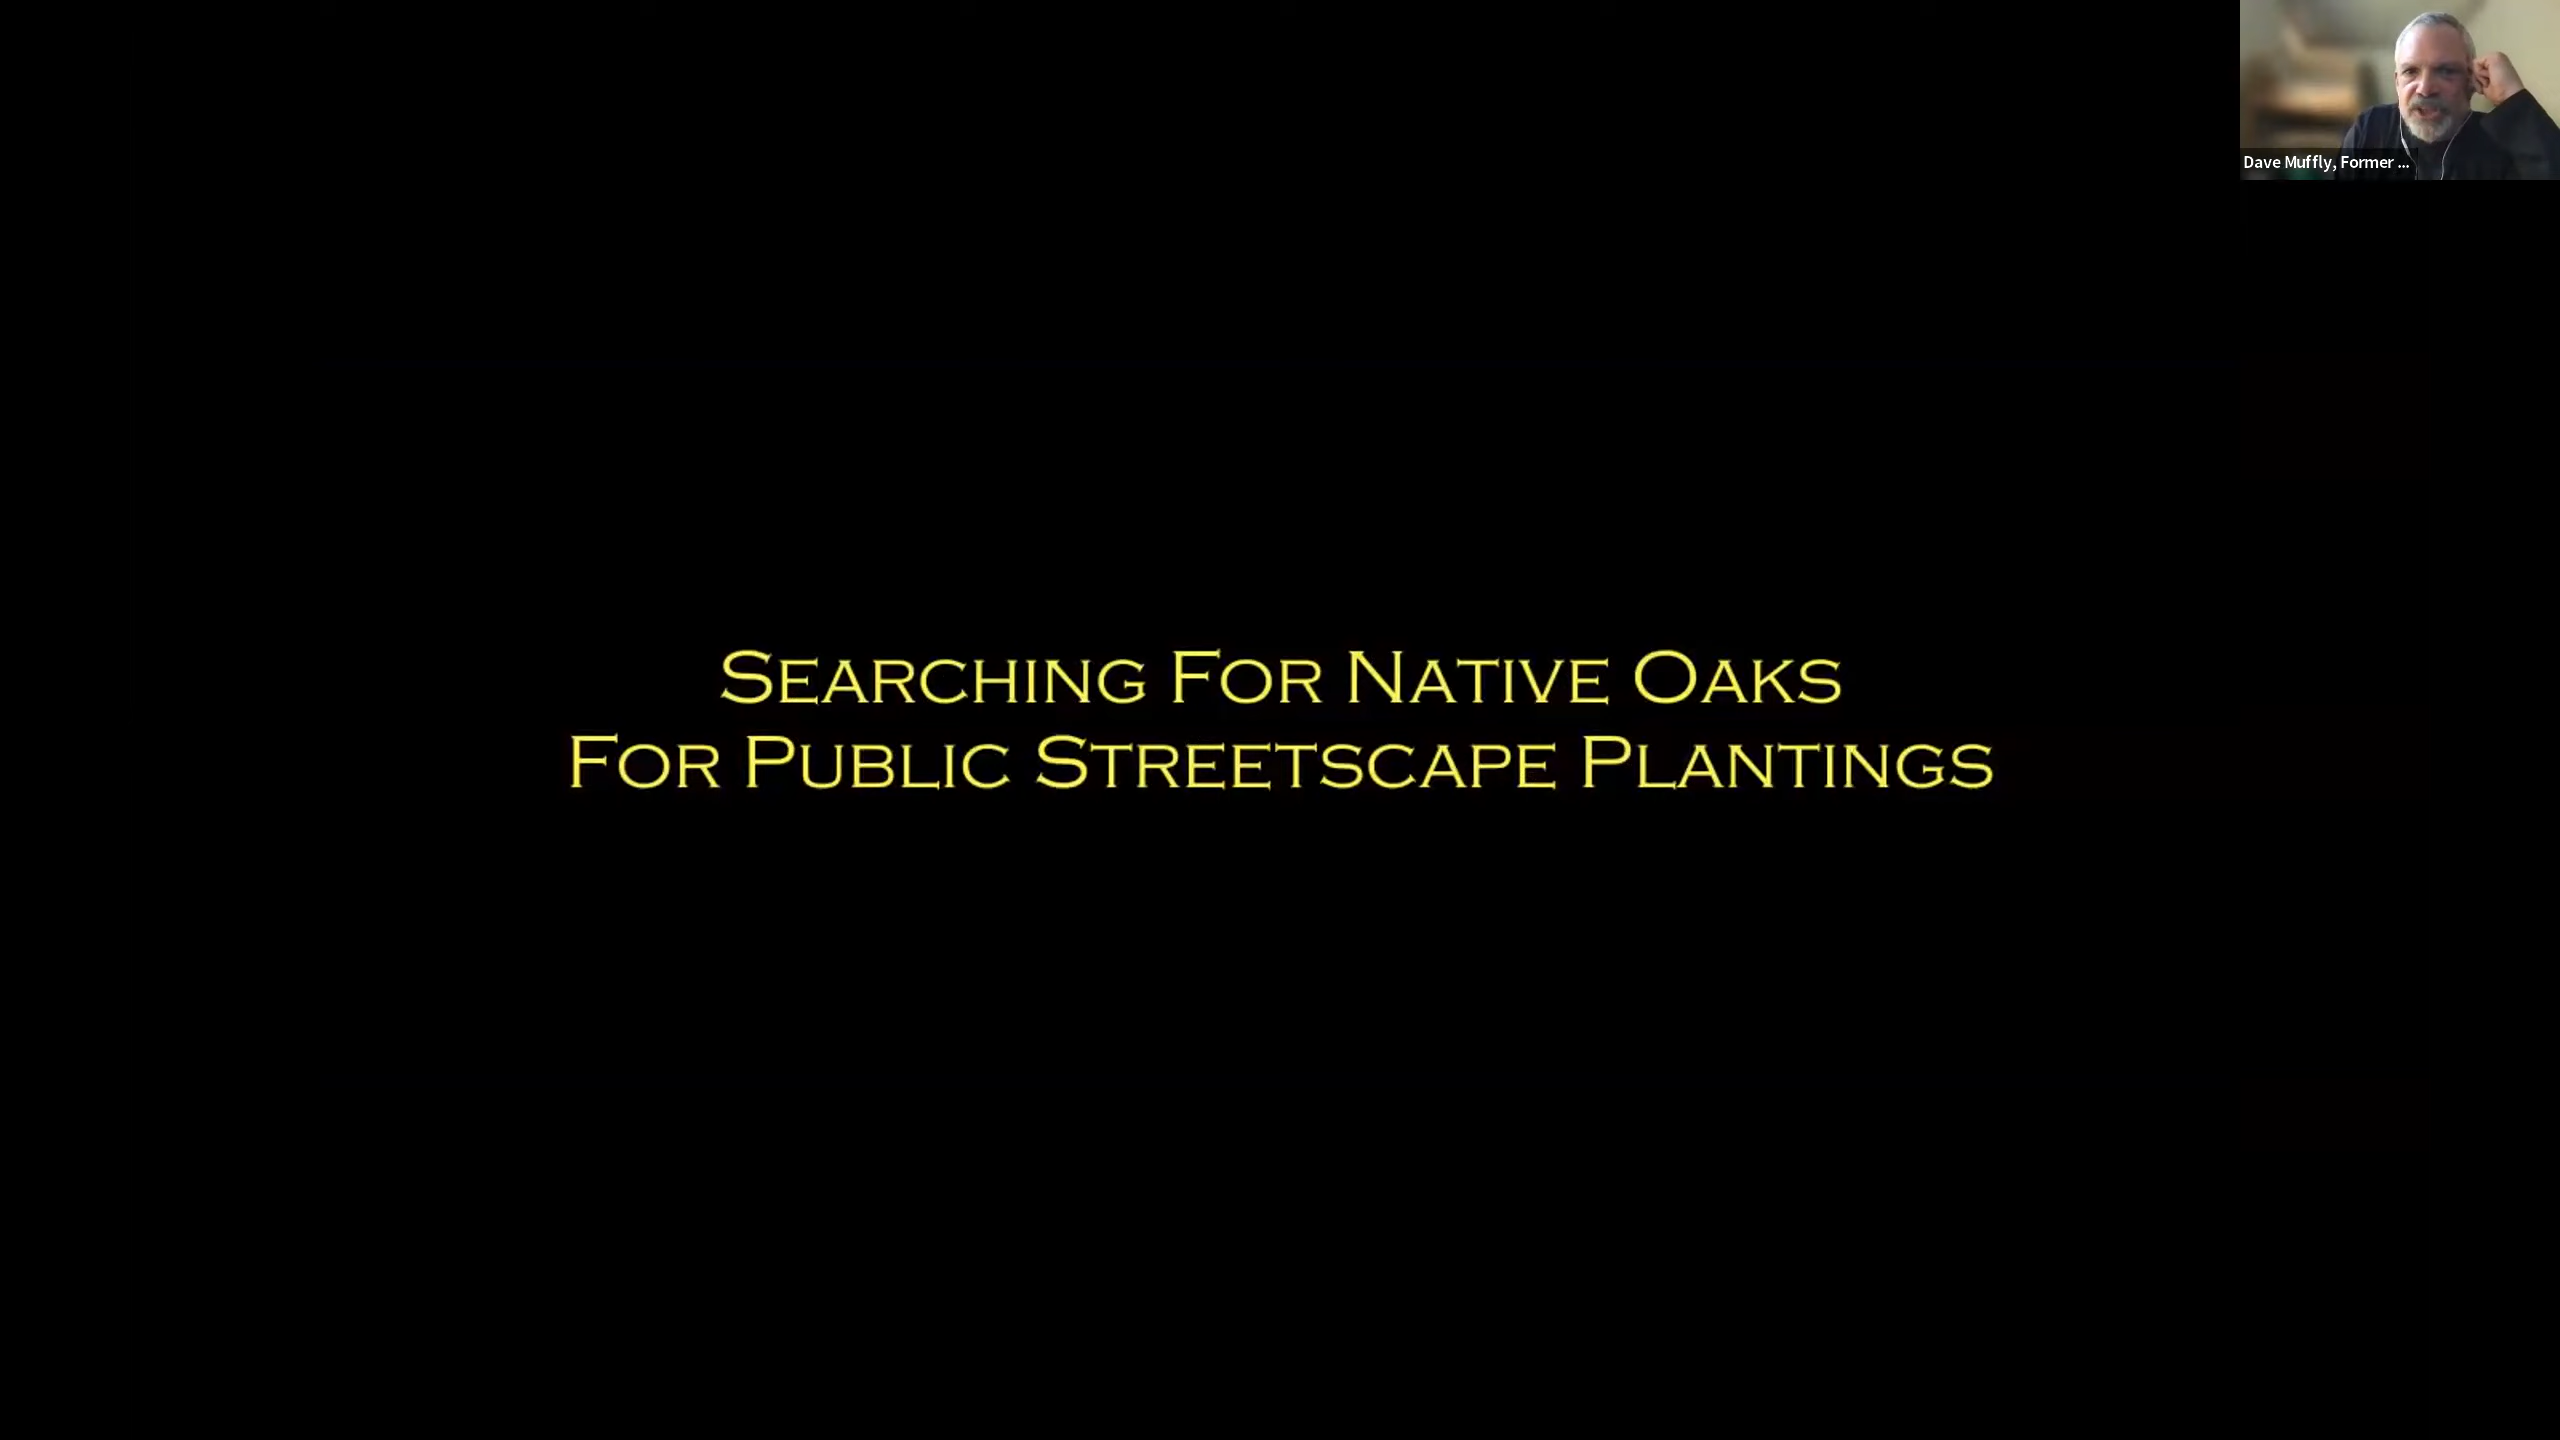 Dave Muffly, Former ...
Searching For Native Oaks
For Public Streetscape Plantings